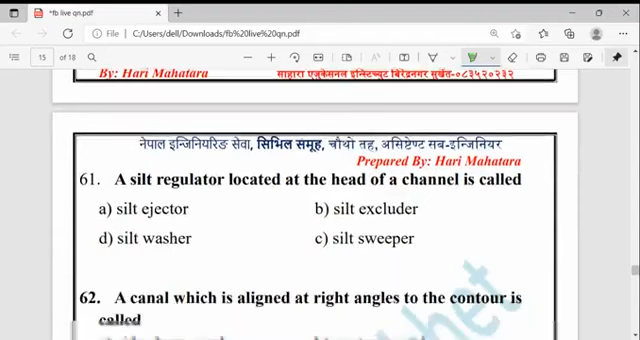 *fb live qn.pdf
File | C:/Users/dell/Downloads/fb%20live%20qn.pdf
15 of 18
By: Hari Mahatara साहारा एजुकेसनल इन्स्टिच्युट बिरेन्द्रनगर सुर्खेत-०८३५२०२३२
नेपाल इन्जिनियरिङ सेवा, सिभिल समूह, चौथो तह, असिष्टेण्ट सब-इन्जिनियर
Prepared By: Hari Mahatara
61. A silt regulator located at the head of a channel is called
a) silt ejector b) silt excluder
d) silt washer c) silt sweeper
62. A canal which is aligned at right angles to the contour is
called